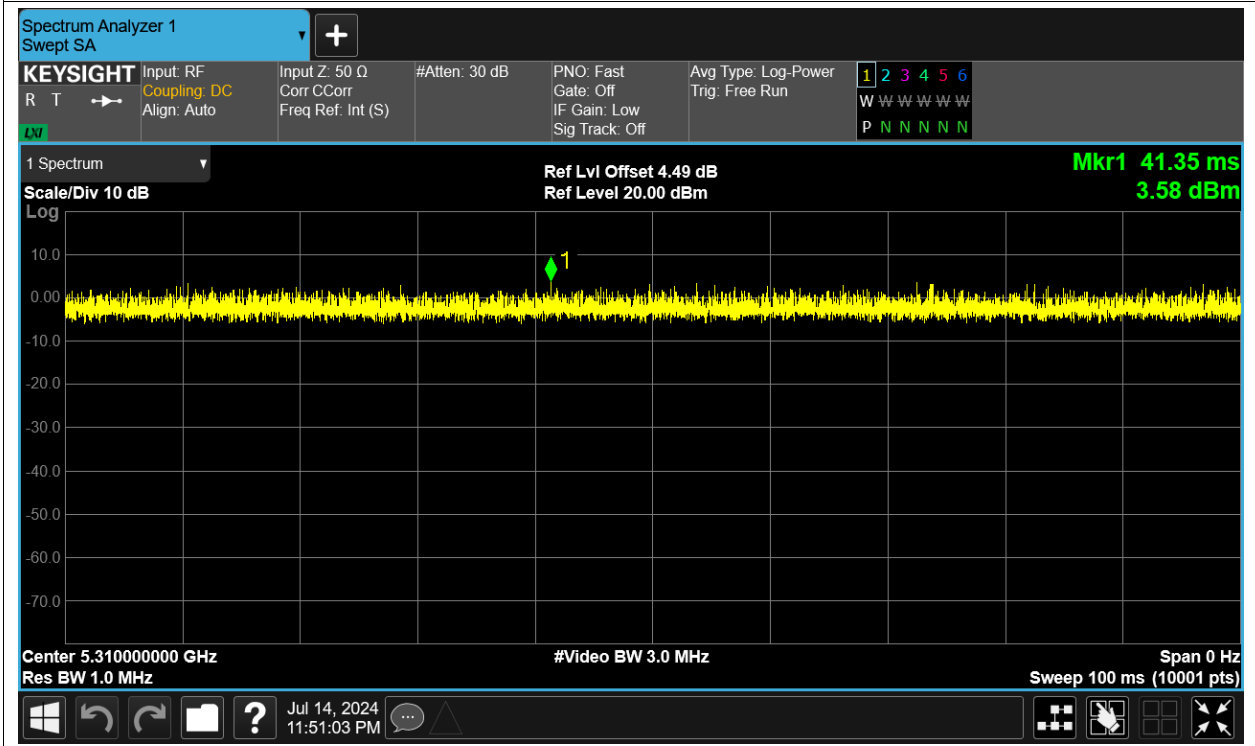 Spectrum Analyzer 1
Swept SA
+
KEYSIGHT
R T
LXI
Input: RF
Coupling: DC
Align: Auto
Input Z: 50 Ω
Corr CCorr
Freq Ref: Int (S)
#Atten: 30 dB
PNO: Fast
Gate: Off
IF Gain: Low
Sig Track: Off
Avg Type: Log-Power
Trig: Free Run
1 2 3 4 5 6
W W W W W W
P N N N N N
1 Spectrum
Scale/Div 10 dB
Log
Ref Lvl Offset 4.49 dB
Ref Level 20.00 dBm
Mkr1 41.35 ms
3.58 dBm
1
10.0
0.00
-10.0
-20.0
-30.0
-40.0
-50.0
-60.0
-70.0
Center 5.310000000 GHz
Res BW 1.0 MHz
#Video BW 3.0 MHz
Span 0 Hz
Sweep 100 ms (10001 pts)
?
Jul 14, 2024
11:51:03 PM